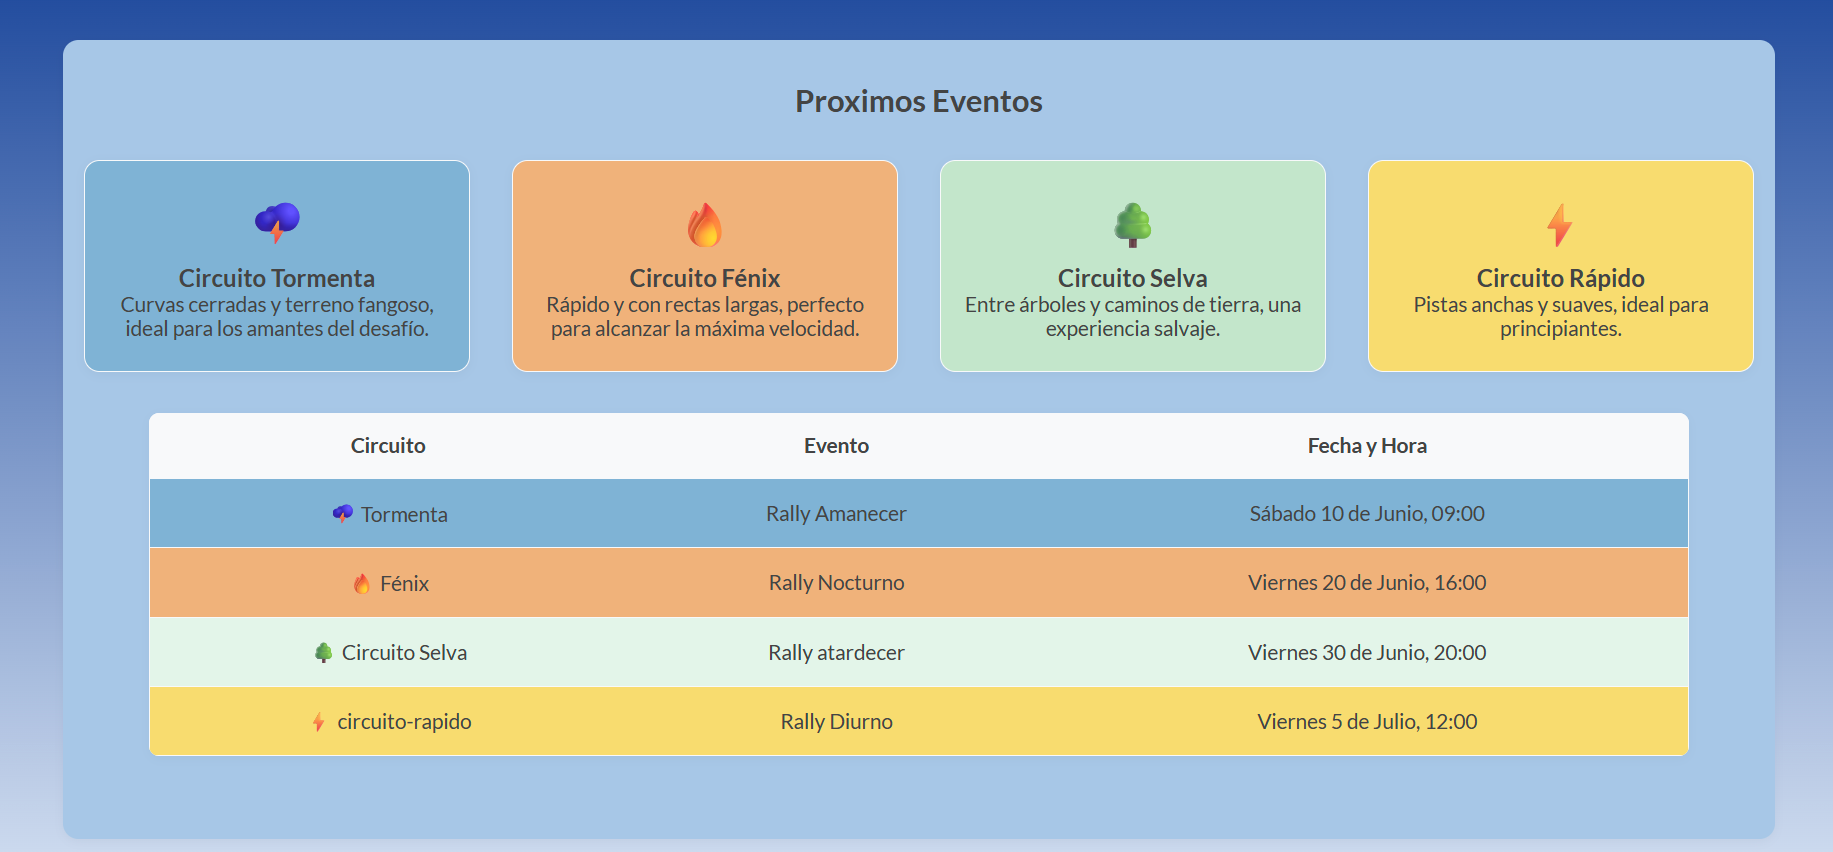 Proximos Eventos
Circuito Tormenta
Curvas cerradas y terreno fangoso,
ideal para los amantes del desafío.
Circuito Fénix
Rápido y con rectas largas, perfecto
para alcanzar la máxima velocidad.
Circuito Selva
Entre árboles y caminos de tierra, una
experiencia salvaje.
Circuito Rápido
Pistas anchas y suaves, ideal para
principiantes.
Circuito Evento Fecha y Hora
Tormenta Rally Amanecer Sábado 10 de Junio, 09:00
Fénix Rally Nocturno Viernes 20 de Junio, 16:00
Circuito Selva Rally atardecer Viernes 30 de Junio, 20:00
circuito-rapido Rally Diurno Viernes 5 de Julio, 12:00